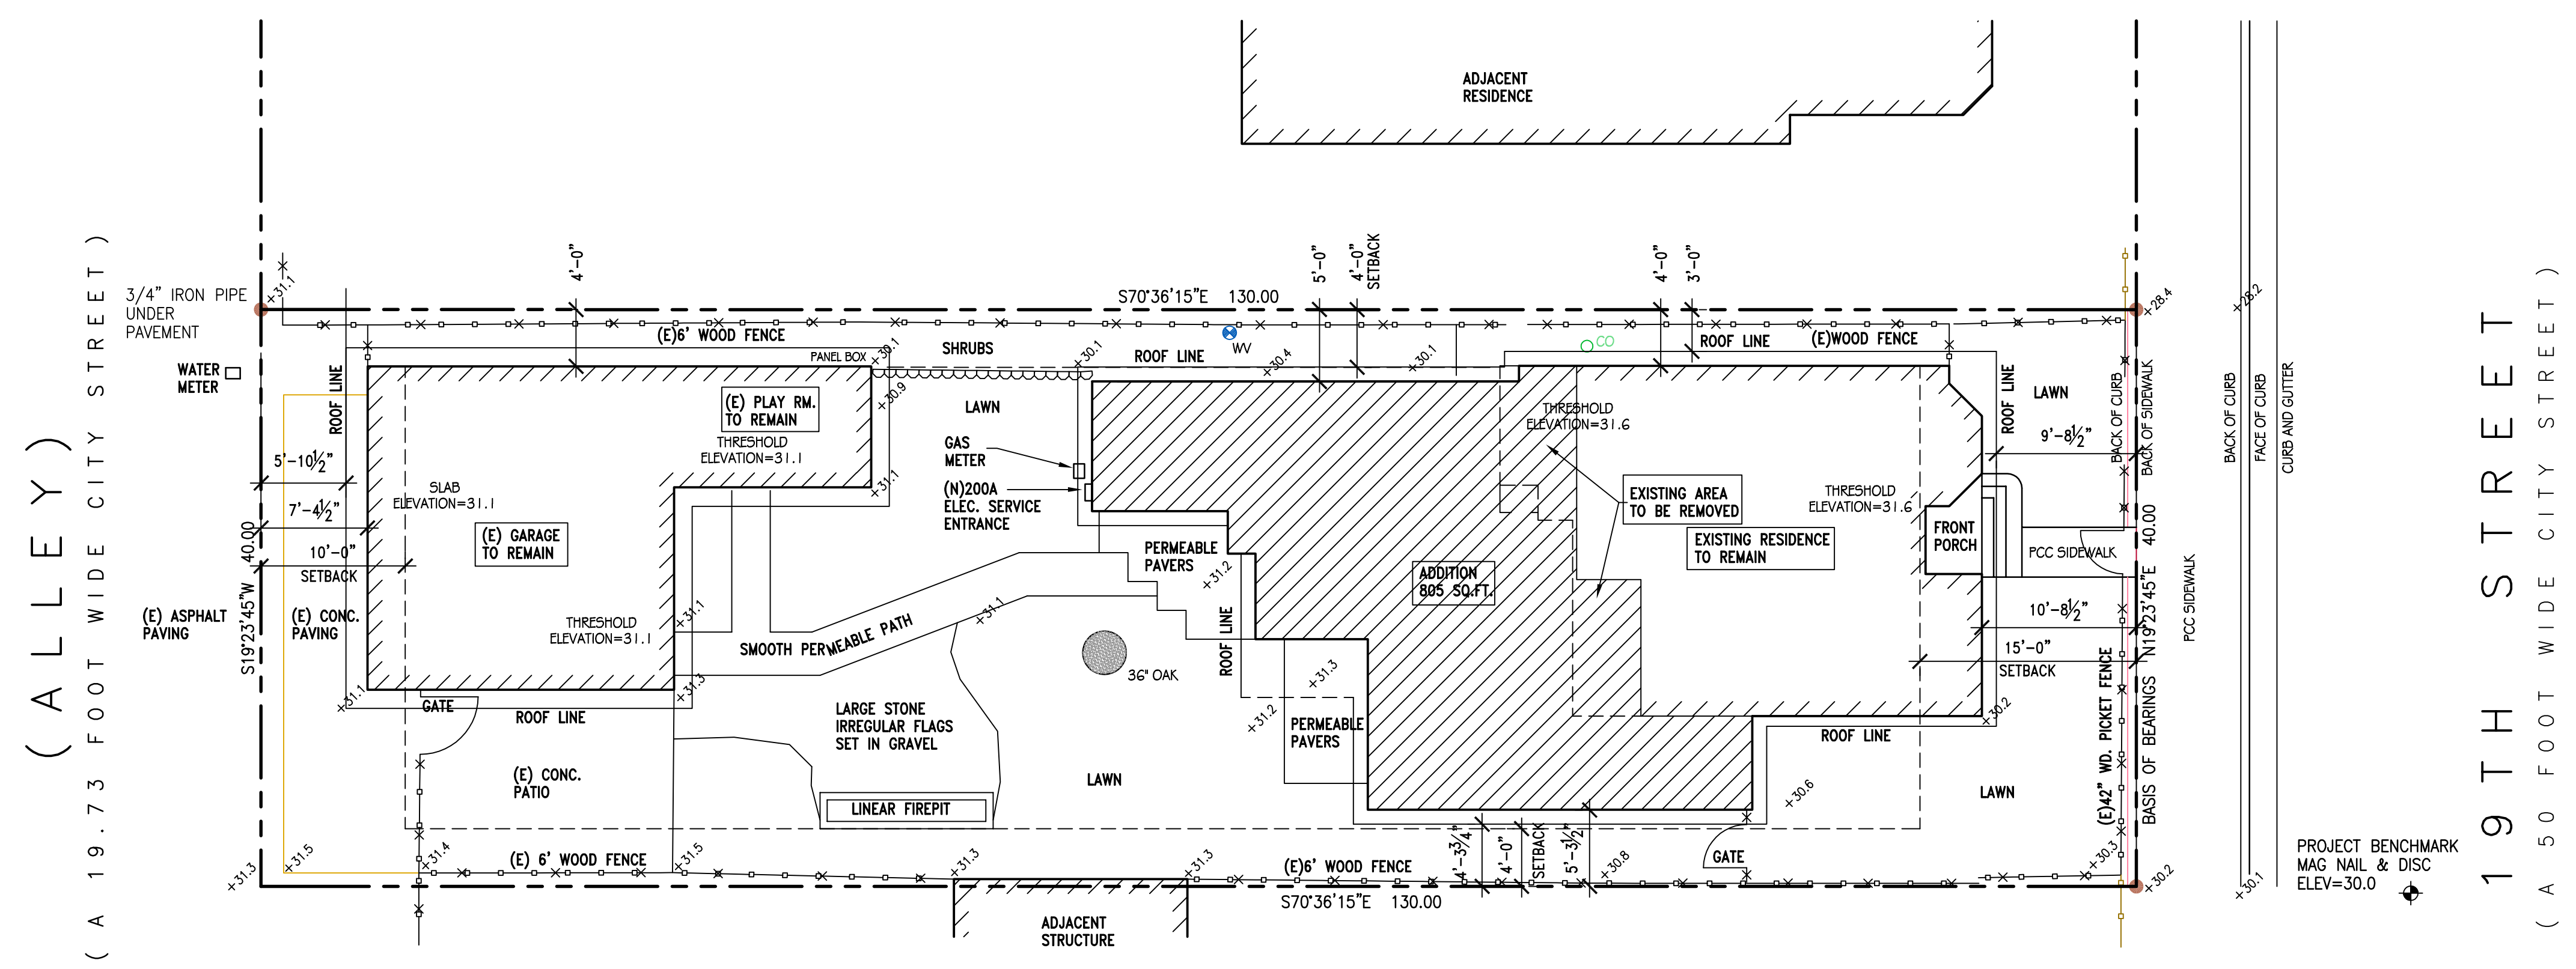 ADJACENT
RESIDENCE
(ALLEY)
( A 19.73 FOOT WIDE CITY STREET )
3/4" IRON PIPE
UNDER
PAVEMENT
WATER
METER
+31.1
4'-0"
S70°36'15"E 130.00
5'-0"
4'-0"
SETBACK
4'-0"
3'-0"
+28.4
+28.2
(E)6' WOOD FENCE
PANEL BOX
+30.1
SHRUBS
+30.1
ROOF LINE
WV
+30.4
+30.1
CO
ROOF LINE
(E)WOOD FENCE
ROOF LINE
+30.9
LAWN
(E) PLAY RM.
TO REMAIN
THRESHOLD
ELEVATION=31.1
+31.1
GAS
METER
(N)200A
ELEC. SERVICE
ENTRANCE
THRESHOLD
ELEVATION=31.6
EXISTING AREA
TO BE REMOVED
EXISTING RESIDENCE
TO REMAIN
THRESHOLD
ELEVATION=31.6
FRONT
PORCH
ROOF LINE
LAWN
9'-8½"
BACK OF CURB
BACK OF SIDEWALK
BACK OF CURB
FACE OF CURB
CURB AND GUTTER
5'-10½"
7'-4½"
10'-0"
SETBACK
S19°23'45"W 40.00
SLAB
ELEVATION=31.1
(E) GARAGE
TO REMAIN
(E) ASPHALT
PAVING
(E) CONC.
PAVING
THRESHOLD
ELEVATION=31.1
+31.1
SMOOTH PERMEABLE PATH
+31.1
PERMEABLE
PAVERS
+31.2
ROOF LINE
ADDITION
805 SQ.FT.
PCC SIDEWALK
PCC SIDEWALK
10'-8½"
15'-0"
SETBACK
N19°23'45"E 40.00
BASIS OF BEARINGS
(E)42" WD. PICKET FENCE
36" OAK
+31.3
+31.1
+31.3
GATE
ROOF LINE
LARGE STONE
IRREGULAR FLAGS
SET IN GRAVEL
+31.2
PERMEABLE
PAVERS
+30.2
ROOF LINE
(E) CONC.
PATIO
LAWN
LINEAR FIREPIT
+30.6
LAWN
4'-3¾"
4'-0"
SETBACK
5'-3½"
+31.3
+31.5
+31.4
(E) 6' WOOD FENCE
+31.5
+31.3
+31.3
(E)6' WOOD FENCE
+30.8
GATE
+30.3
+30.2
+30.1
S70°36'15"E 130.00
ADJACENT
STRUCTURE
PROJECT BENCHMARK
MAG NAIL & DISC
ELEV=30.0
19TH STREET
( A 50 FOOT WIDE CITY STREET )